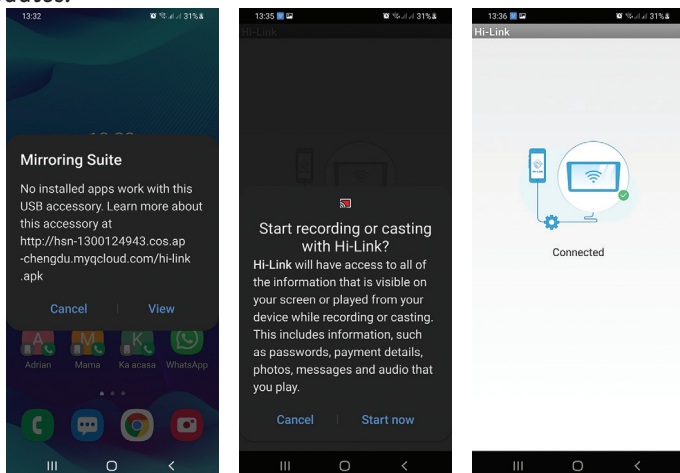 13:32
31%
Mirroring Suite
No installed apps work with this
USB accessory. Learn more about
this accessory at
http://hsn-1300124943.cos.ap
-chengdu.myqcloud.com/hi-link
.apk
Cancel
View
A
M
K
Adrian
Mama
Ka acasa
WhatsApp
13:35
31%
Hi-Link
Start recording or casting
with Hi-Link?
Hi-Link will have access to all of
the information that is visible on
your screen or played from your
device while recording or casting.
This includes information, such
as passwords, payment details,
photos, messages and audio that
you play.
Cancel
Start now
13:36
31%
Hi-Link
Connected